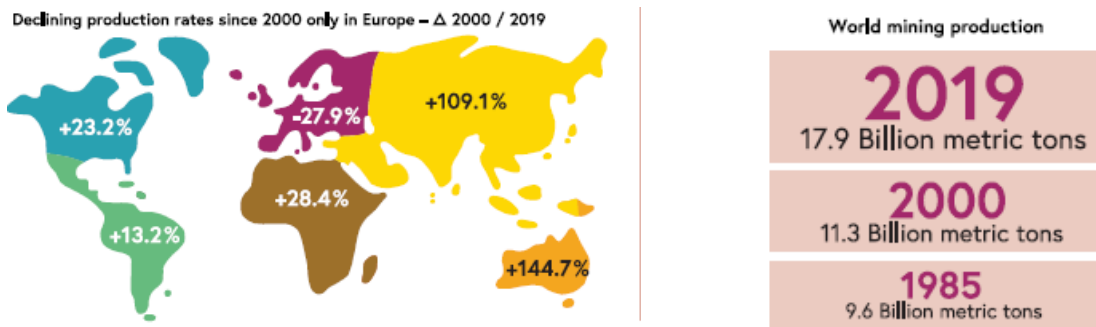 Declining production rates since 2000 only in Europe – Δ 2000 / 2019
+23.2%
-27.9%
+109.1%
+28.4%
+13.2%
+144.7%
World mining production
2019
17.9 Billion metric tons
2000
11.3 Billion metric tons
1985
9.6 Billion metric tons